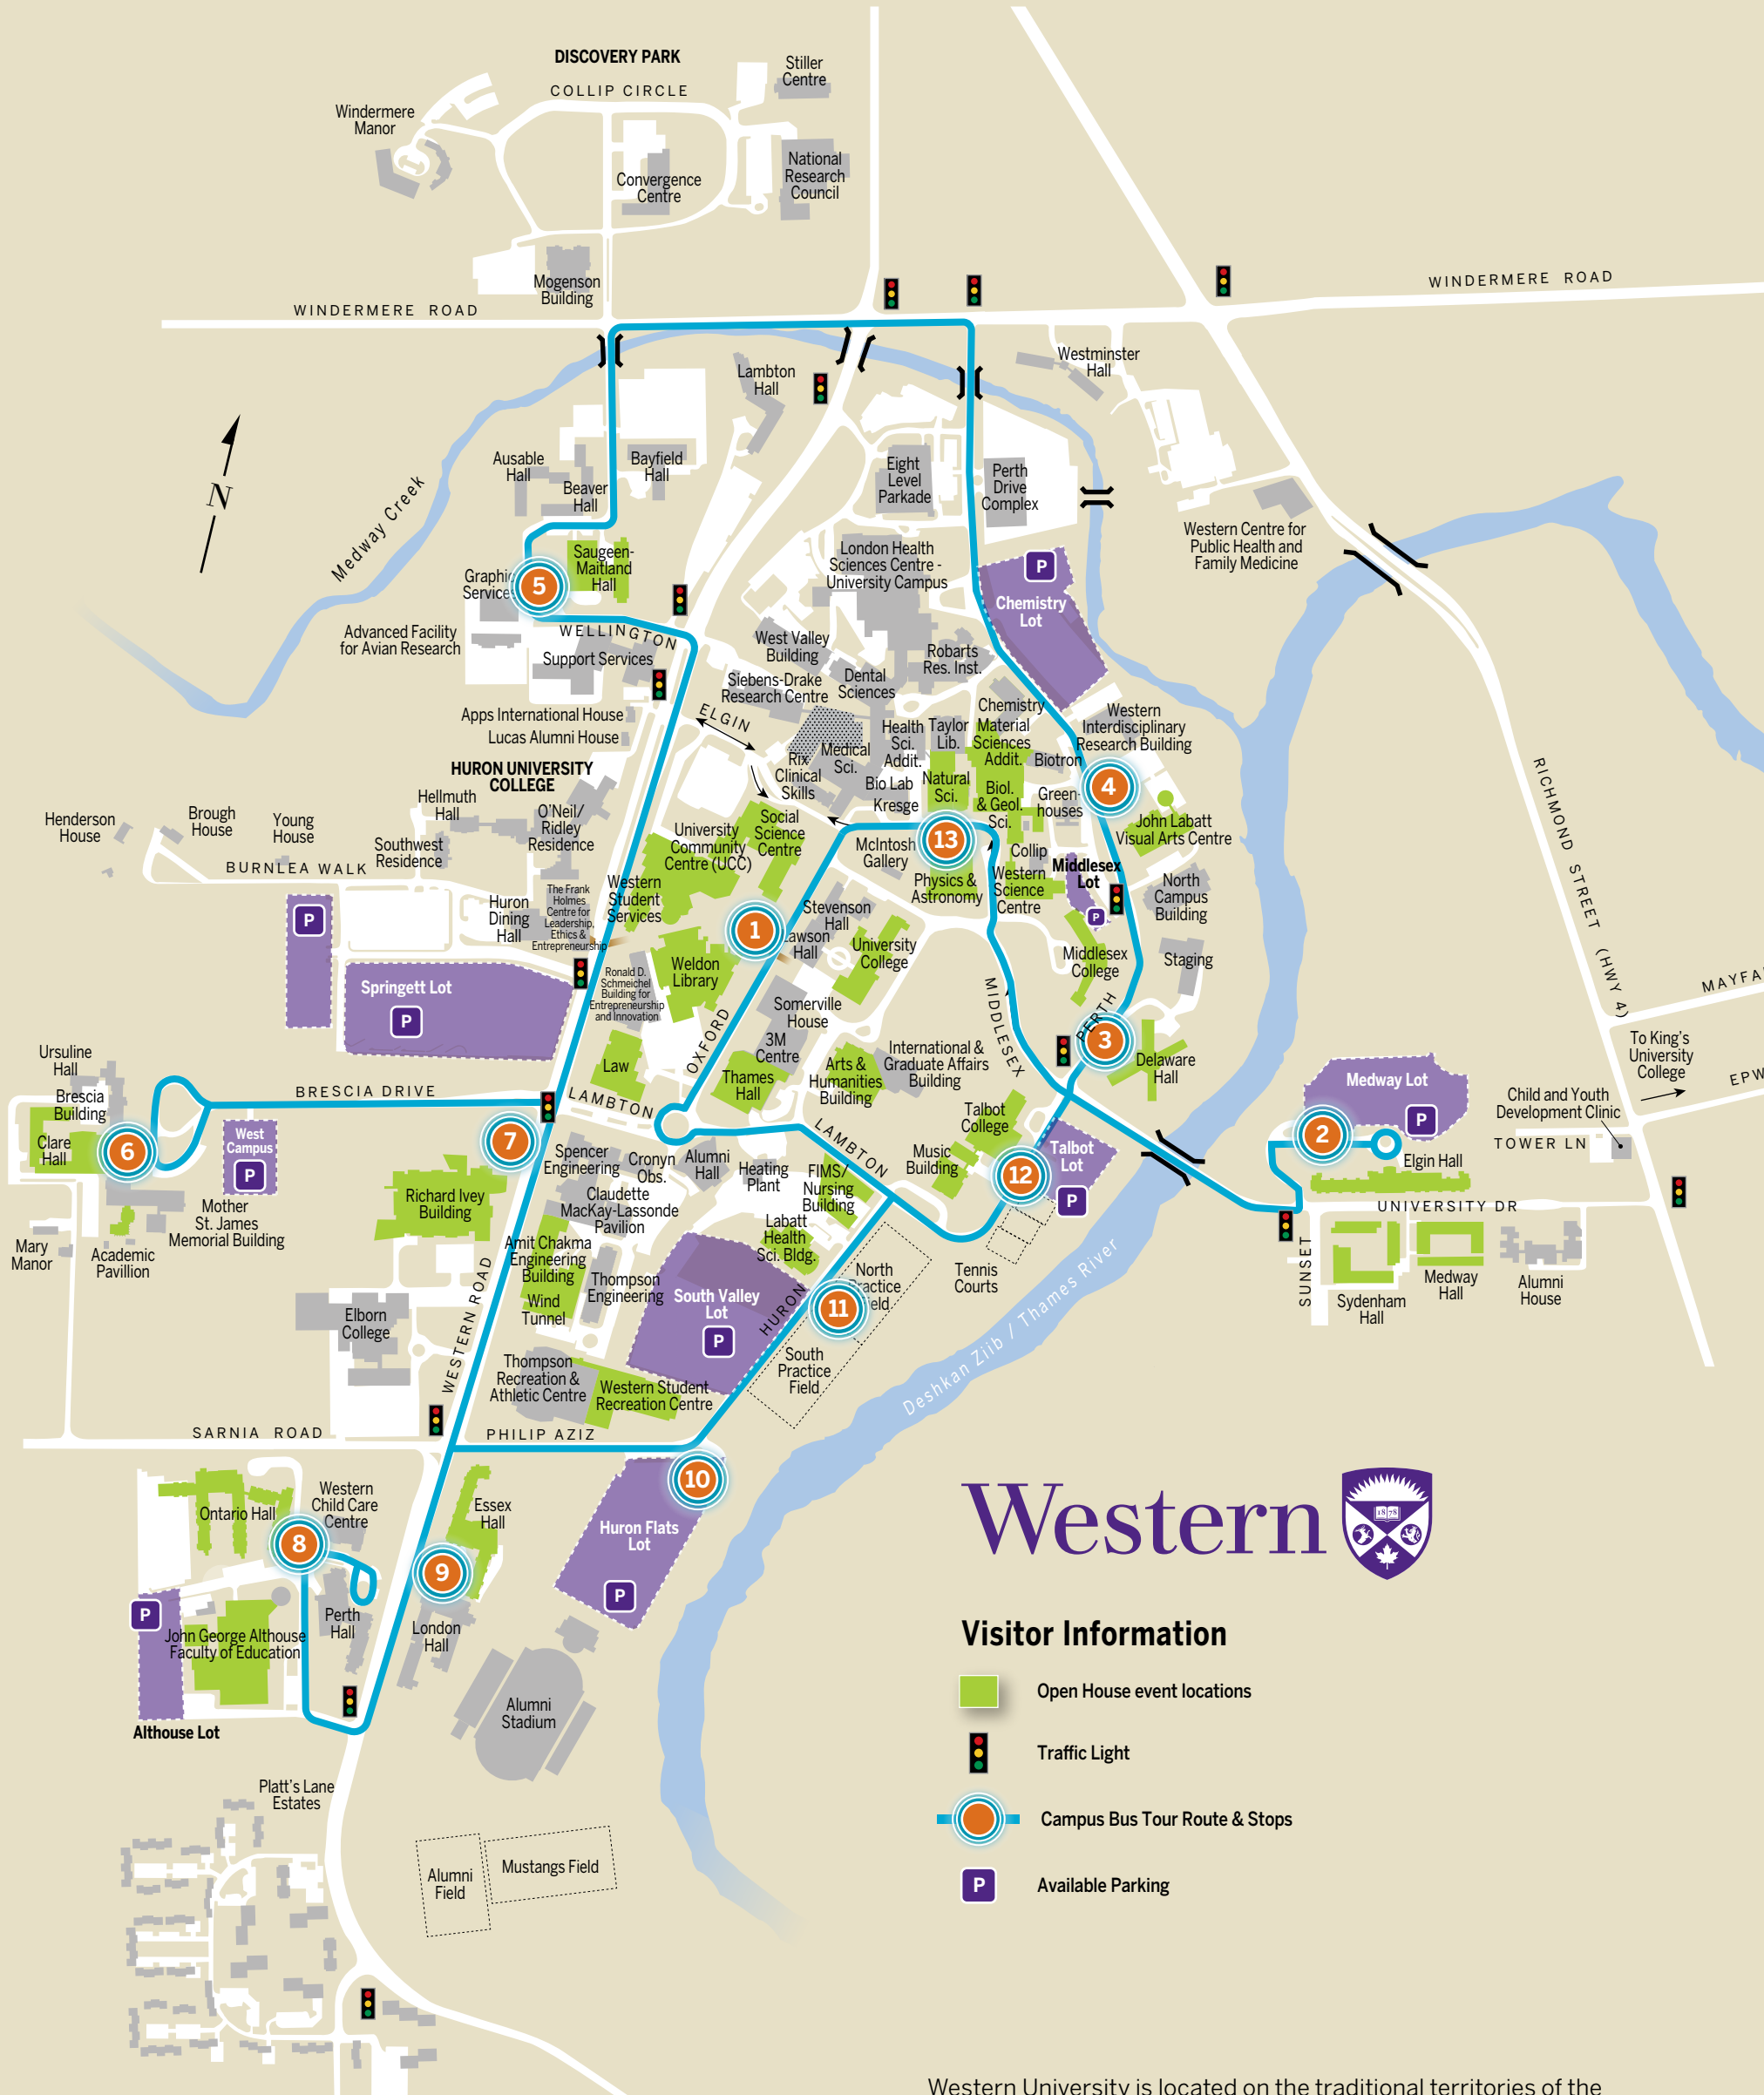 DISCOVERY PARK
COLLIP CIRCLE
Stiller
Centre
Windermere
Manor
Convergence
Centre
National
Research
Council
Mogenson
Building
WINDERMERE ROAD
WINDERMERE ROAD
Lambton
Hall
Westminster
Hall
N
Medway Creek
Ausable
Hall
Beaver
Hall
Bayfield
Hall
Eight
Level
Parkade
Perth
Drive
Complex
Western Centre for
Public Health and
Family Medicine
Saugeen-
Maitland
Hall
London Health
Sciences Centre -
University Campus
P
Chemistry
Lot
Graphic
Services
5
WELLINGTON
Advanced Facility
for Avian Research
Support Services
West Valley
Building
Robarts
Res. Inst.
Siebens-Drake
Research Centre
Dental
Sciences
Apps International House
Lucas Alumni House
ELGIN
Chemistry
Western
Interdisciplinary
Research Building
Health
Sci.
Addit.
Taylor
Lib.
Material
Sciences
Addit.
Biotron
Medical
Sci.
Rix
Clinical
Skills
Bio Lab
Kresge
Natural
Sci.
Biol.
& Geol.
Sci.
Green-
houses
4
HURON UNIVERSITY
COLLEGE
Hellmuth
Hall
O'Neil/
Ridley
Residence
Southwest
Residence
Henderson
House
Brough
House
Young
House
BURNLEA WALK
University
Community
Centre (UCC)
Social
Science
Centre
McIntosh
Gallery
13
Collip
John Labatt
Visual Arts Centre
Physics &
Astronomy
Western
Science
Centre
Middlesex
Lot
P
North
Campus
Building
RICHMOND STREET (HWY 4)
P
Huron
Dining
Hall
The Frank
Holmes
Centre for
Leadership,
Ethics &
Entrepreneurship
Western
Student
Services
1
Stevenson
Hall
Lawson
Hall
University
College
Middlesex
College
Staging
Springett Lot
P
Ronald D.
Schmeichel
Building for
Entrepreneurship
and Innovation
Weldon
Library
Somerville
House
MIDDLESEX
PERTH
3
Delaware
Hall
MAYFA
To King's
University
College
EPW
Ursuline
Hall
Brescia
Building
Clare
Hall
6
BRESCIA DRIVE
West
Campus
P
7
Law
LAMBTON
OXFORD
3M
Centre
Thames
Hall
Arts &
Humanities
Building
International &
Graduate Affairs
Building
Talbot
College
Music
Building
LAMBTON
12
Talbot
Lot
P
Medway Lot
P
2
Child and Youth
Development Clinic
TOWER LN
Elgin Hall
UNIVERSITY DR
SUNSET
Sydenham
Hall
Medway
Hall
Alumni
House
Mother
St. James
Memorial Building
Mary
Manor
Academic
Pavillion
Richard Ivey
Building
Spencer
Engineering
Cronyn
Obs.
Alumni
Hall
Heating
Plant
FIMS/
Nursing
Building
Claudette
MacKay-Lassonde
Pavilion
Labatt
Health
Sci. Bldg.
Amit Chakma
Engineering
Building
Thompson
Engineering
Wind
Tunnel
South Valley
Lot
P
HURON
11
North
Practice
Field
South
Practice
Field
Tennis
Courts
Deshkan Ziib / Thames River
Elborn
College
WESTERN ROAD
Thompson
Recreation &
Athletic Centre
Western Student
Recreation Centre
SARNIA ROAD
PHILIP AZIZ
10
Huron Flats
Lot
P
Ontario Hall
Western
Child Care
Centre
8
Essex
Hall
9
P
John George Althouse
Faculty of Education
Perth
Hall
London
Hall
Althouse Lot
Alumni
Stadium
Platt's Lane
Estates
Alumni
Field
Mustangs Field
Western
1878
Visitor Information
Open House event locations
Traffic Light
Campus Bus Tour Route & Stops
P
Available Parking
Western University is located on the traditional territories of the